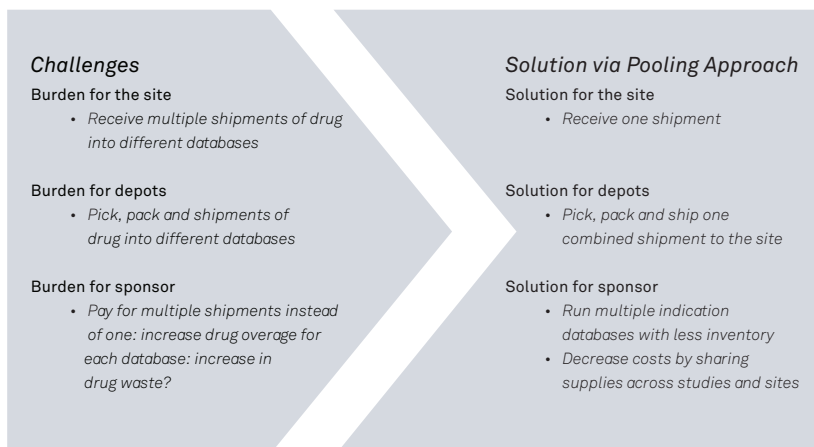 Challenges
Burden for the site
• Receive multiple shipments of drug
into different databases
Burden for depots
• Pick, pack and shipments of
drug into different databases
Burden for sponsor
• Pay for multiple shipments instead
of one: increase drug overage for
each database: increase in
drug waste?
Solution via Pooling Approach
Solution for the site
• Receive one shipment
Solution for depots
• Pick, pack and ship one
combined shipment to the site
Solution for sponsor
• Run multiple indication
databases with less inventory
• Decrease costs by sharing
supplies across studies and sites